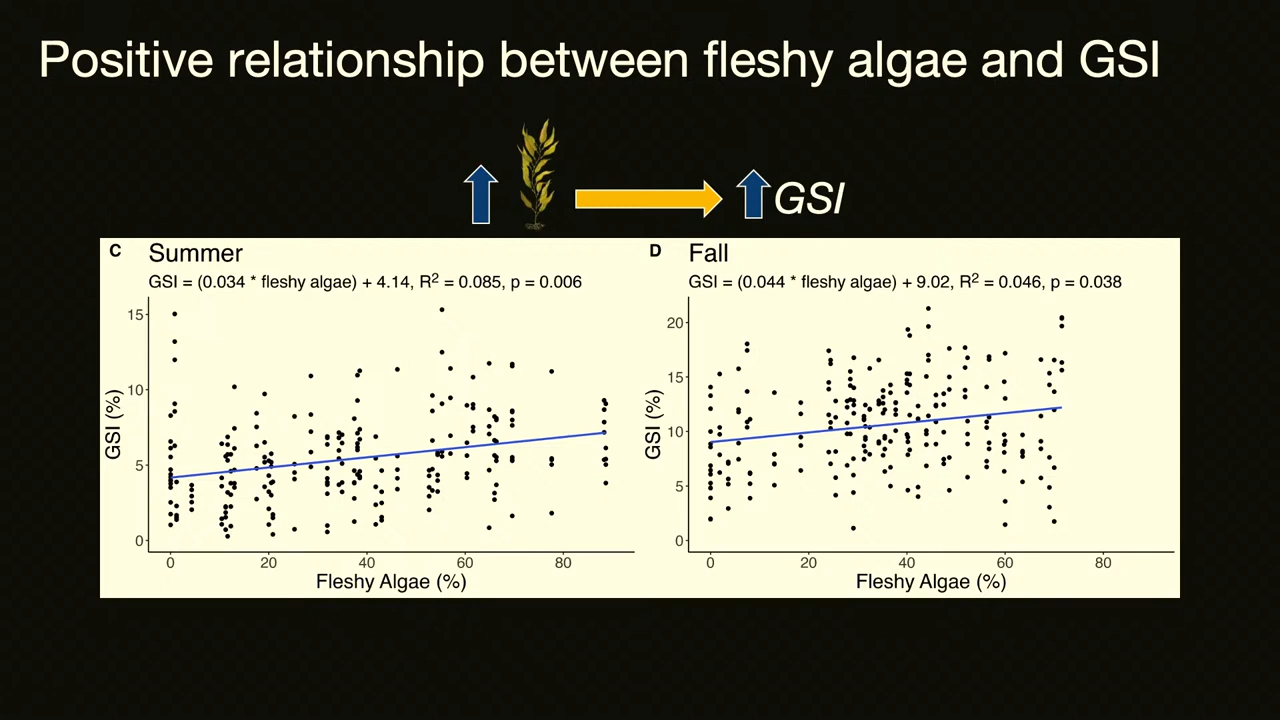 Positive relationship between fleshy algae and GSI
GSI
C Summer
GSI = (0.034 * fleshy algae) + 4.14, R² = 0.085, p = 0.006
15
10
5
0
GSI (%)
0 20 40 60 80
Fleshy Algae (%)
D Fall
GSI = (0.044 * fleshy algae) + 9.02, R² = 0.046, p = 0.038
20
15
10
5
0
GSI (%)
0 20 40 60 80
Fleshy Algae (%)